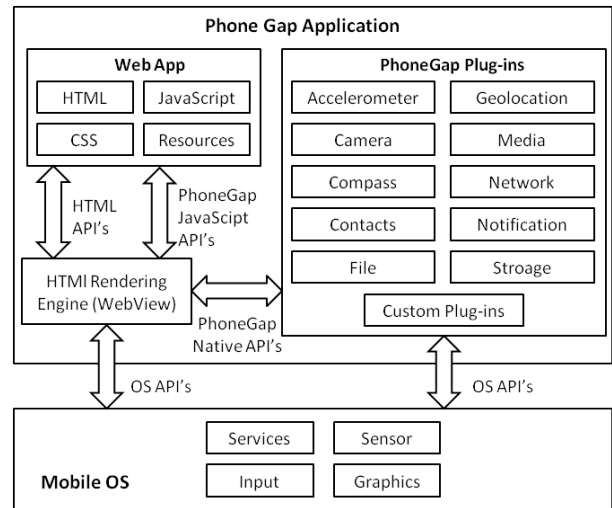 Phone Gap Application
Web App
HTML
JavaScript
CSS
Resources
PhoneGap Plug-ins
Accelerometer
Geolocation
Camera
Media
Compass
Network
Contacts
Notification
File
Stroage
Custom Plug-ins
HTML
API's
PhoneGap
JavaScipt
API's
HTMl Rendering
Engine (WebView)
PhoneGap
Native API's
OS API's
OS API's
Services
Sensor
Input
Graphics
Mobile OS